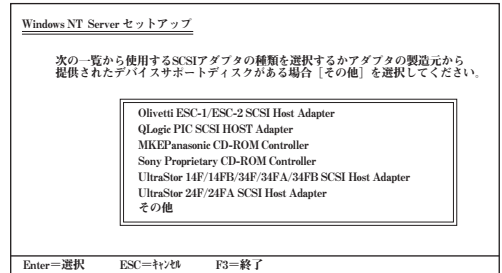 Windows NT Server セットアップ
次の一覧から使用するSCSIアダプタの種類を選択するかアダプタの製造元から
提供されたデバイスサポートディスクがある場合［その他］を選択してください。
Olivetti ESC-1/ESC-2 SCSI Host Adapter
QLogic PIC SCSI HOST Adapter
MKEPanasonic CD-ROM Controller
Sony Proprietary CD-ROM Controller
UltraStor 14F/14FB/34F/34FA/34FB SCSI Host Adapter
UltraStor 24F/24FA SCSI Host Adapter
その他
Enter＝選択 ESC＝ｷｬﾝｾﾙ F3＝終了